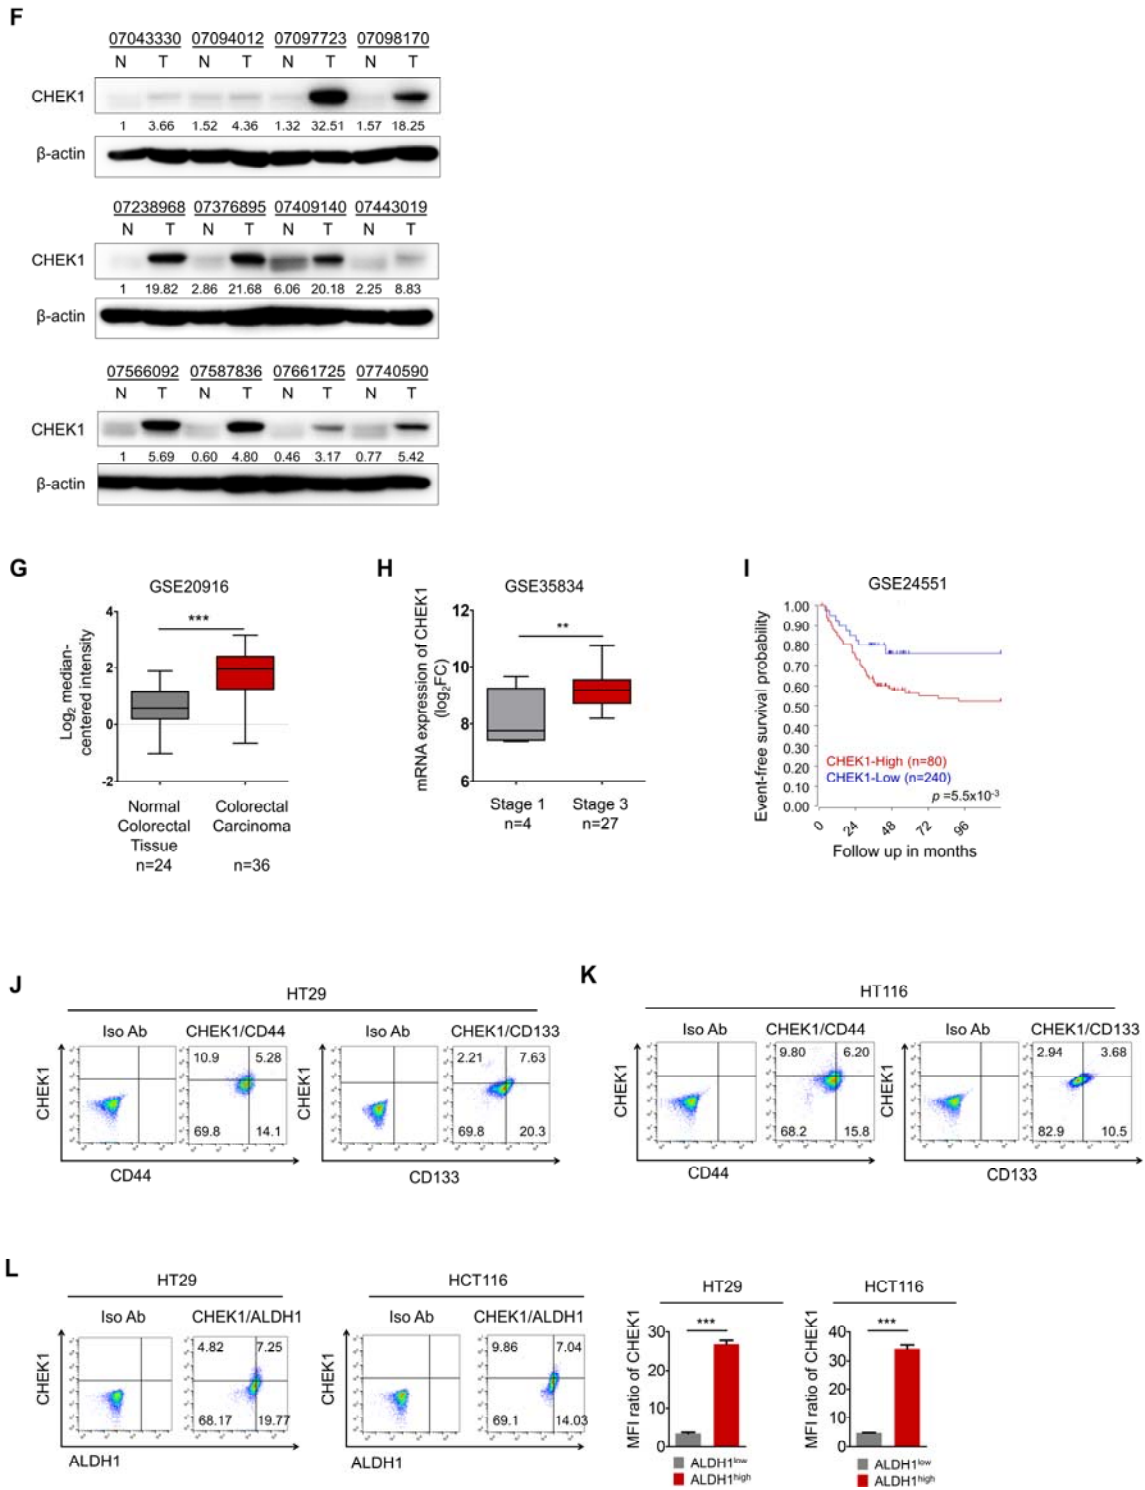 F
07043330 07094012 07097723 07098170
N T N T N T N T
CHEK1
1 3.66 1.52 4.36 1.32 32.51 1.57 18.25
β-actin
07238968 07376895 07409140 07443019
N T N T N T N T
CHEK1
1 19.82 2.86 21.68 6.06 20.18 2.25 8.83
β-actin
07566092 07587836 07661725 07740590
N T N T N T N T
CHEK1
1 5.69 0.60 4.80 0.46 3.17 0.77 5.42
β-actin
G
GSE20916
Log2 median-
centered intensity
4
2
0
-2
***
Normal
Colorectal
Tissue
n=24
Colorectal
Carcinoma
n=36
H
GSE35834
mRNA expression of CHEK1
(log2FC)
12
10
8
6
**
Stage 1
n=4
Stage 3
n=27
I
GSE24551
Event-free survival probability
1.00
0.90
0.80
0.70
0.60
0.50
0.40
0.30
0.20
0.10
0.00
CHEK1-High (n=80)
CHEK1-Low (n=240)
p =5.5x10-3
0 24 48 72 96
Follow up in months
J
HT29
Iso Ab CHEK1/CD44 Iso Ab CHEK1/CD133
CHEK1
10.9 5.28
69.8 14.1
CD44
CHEK1
2.21 7.63
69.8 20.3
CD133
K
HT116
Iso Ab CHEK1/CD44 Iso Ab CHEK1/CD133
CHEK1
9.80 6.20
68.2 15.8
CD44
CHEK1
2.94 3.68
82.9 10.5
CD133
L
HT29
Iso Ab CHEK1/ALDH1
CHEK1
4.82 7.25
68.17 19.77
ALDH1
HCT116
Iso Ab CHEK1/ALDH1
CHEK1
9.86 7.04
69.1 14.03
ALDH1
HT29
MFI ratio of CHEK1
30
20
10
0
***
ALDH1low
ALDH1high
HCT116
MFI ratio of CHEK1
40
30
20
10
0
***
ALDH1low
ALDH1high